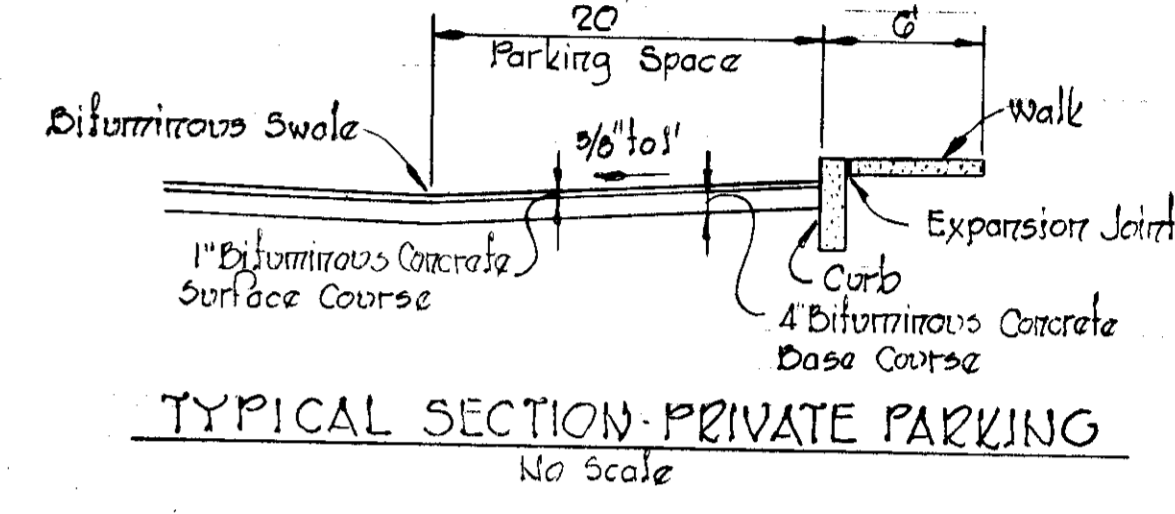 20
6'
Parking Space
Walk
Bituminous Swale
3/8" to 1'
Expansion Joint
1" Bituminous Concrete
Surface Course
Curb
4" Bituminous Concrete
Base Course
TYPICAL SECTION-PRIVATE PARKING
No Scale